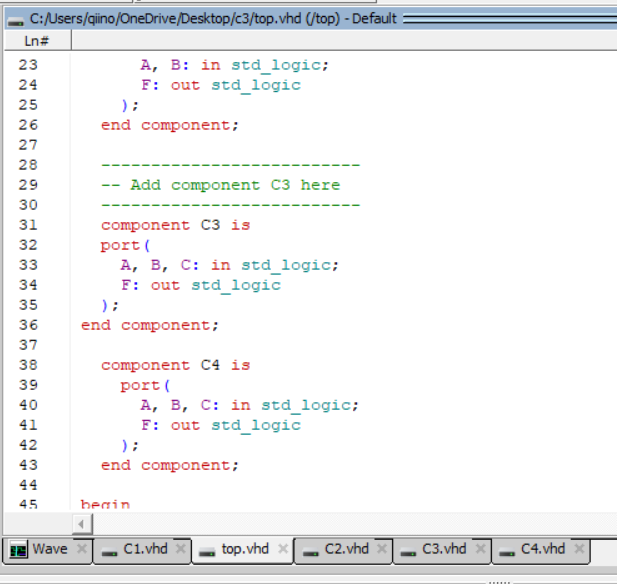 C:/Users/qiino/OneDrive/Desktop/c3/top.vhd (/top) - Default
Ln#
23 A, B: in std_logic;
24 F: out std_logic
25 );
26 end component;
27
28 --------------------------
29 -- Add component C3 here
30 --------------------------
31 component C3 is
32 port(
33 A, B, C: in std_logic;
34 F: out std_logic
35 );
36 end component;
37
38 component C4 is
39 port(
40 A, B, C: in std_logic;
41 F: out std_logic
42 );
43 end component;
44
45 begin
Wave C1.vhd top.vhd C2.vhd C3.vhd C4.vhd